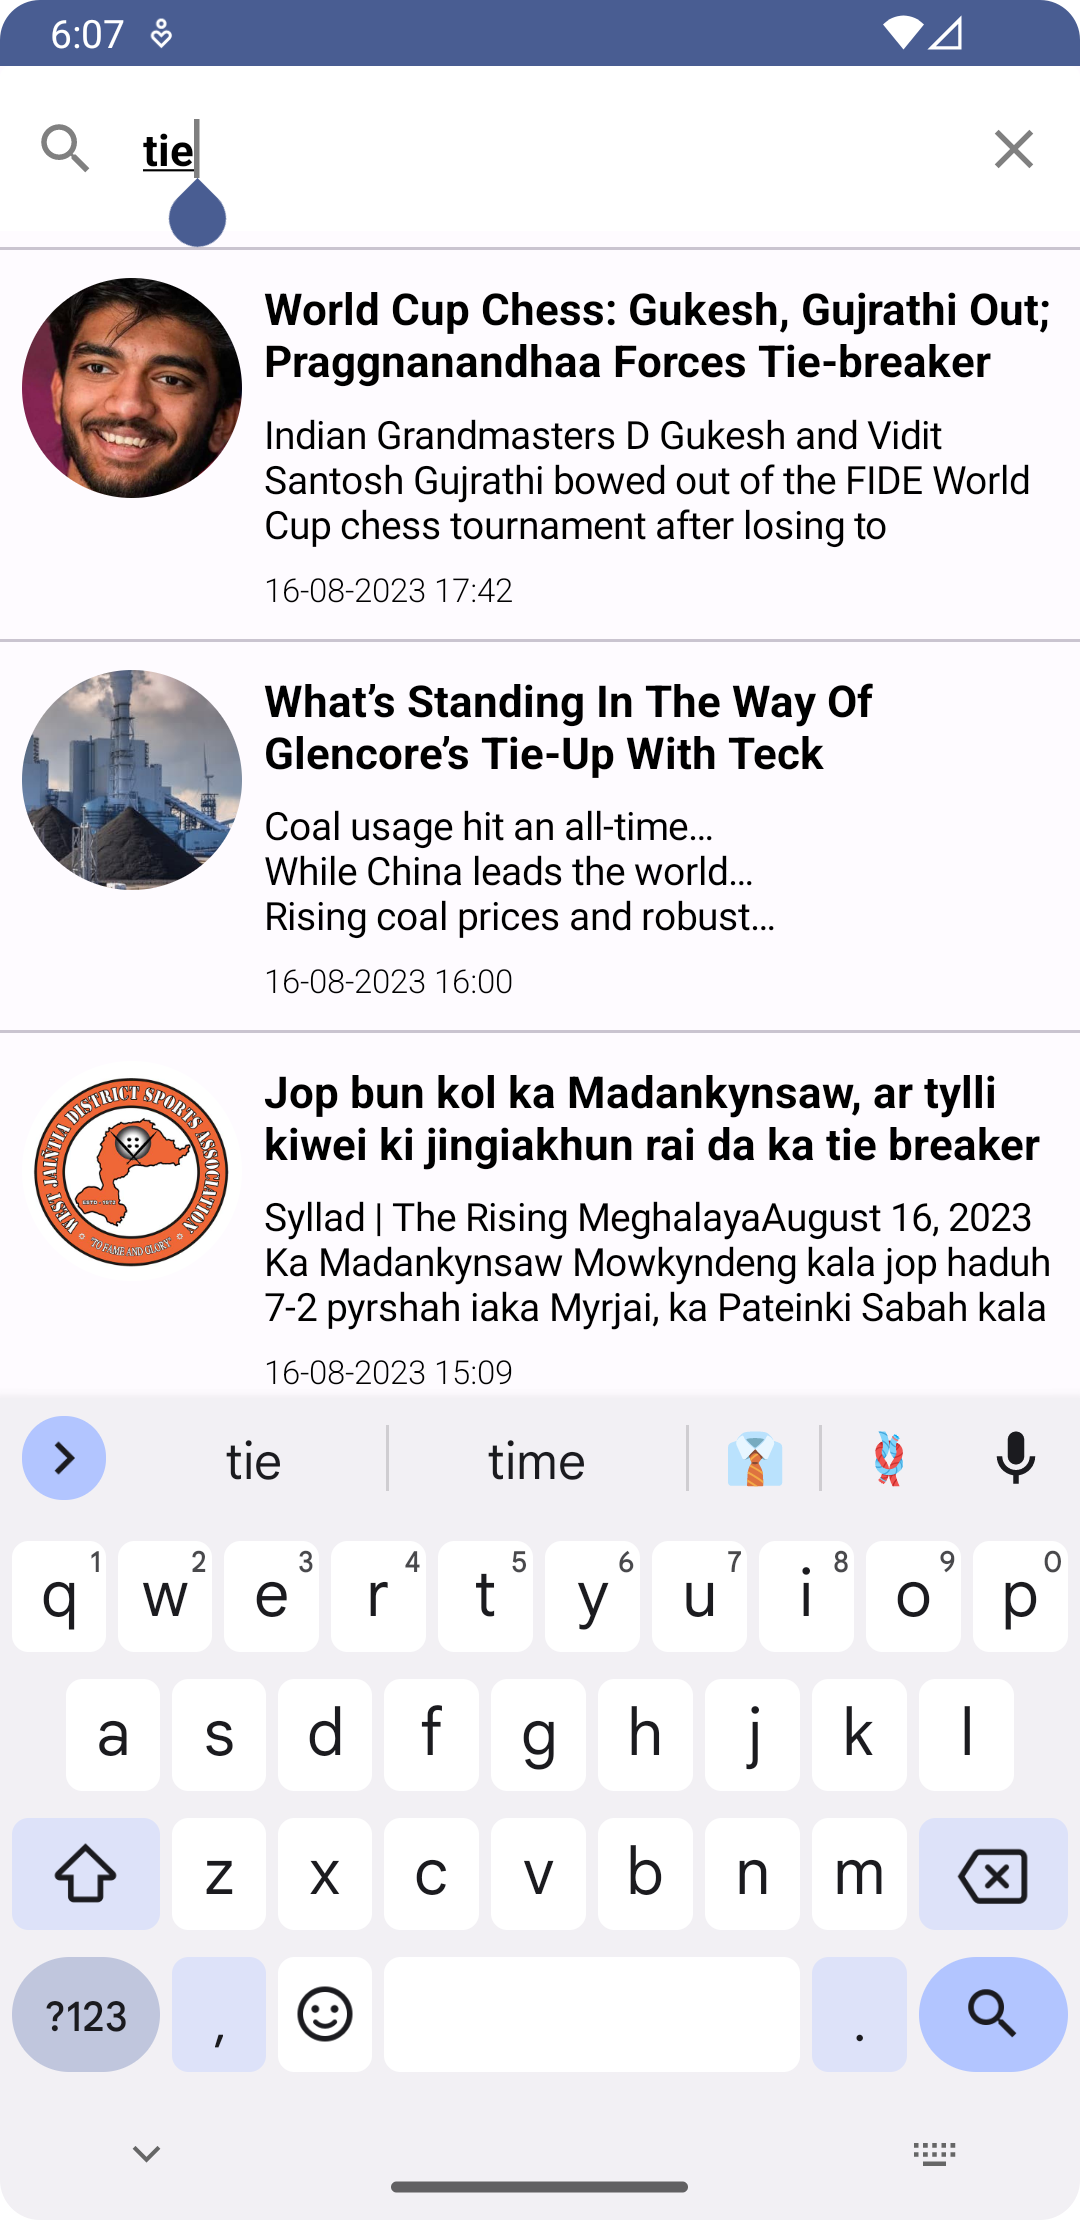 6:07
tie
World Cup Chess: Gukesh, Gujrathi Out;
Praggnanandhaa Forces Tie-breaker
Indian Grandmasters D Gukesh and Vidit
Santosh Gujrathi bowed out of the FIDE World
Cup chess tournament after losing to
16-08-2023 17:42
What’s Standing In The Way Of
Glencore’s Tie-Up With Teck
Coal usage hit an all-time…
While China leads the world…
Rising coal prices and robust…
16-08-2023 16:00
WEST JAINTIA DISTRICT SPORTS ASSOCIATION
ESTD - 1972
"TO FAME AND GLORY"
Jop bun kol ka Madankynsaw, ar tylli
kiwei ki jingiakhun rai da ka tie breaker
Syllad | The Rising MeghalayaAugust 16, 2023
Ka Madankynsaw Mowkyndeng kala jop haduh
7-2 pyrshah iaka Myrjai, ka Pateinki Sabah kala
16-08-2023 15:09
tie time
q 1 w 2 e 3 r 4 t 5 y 6 u 7 i 8 o 9 p 0
a s d f g h j k l
z x c v b n m
?123 , .